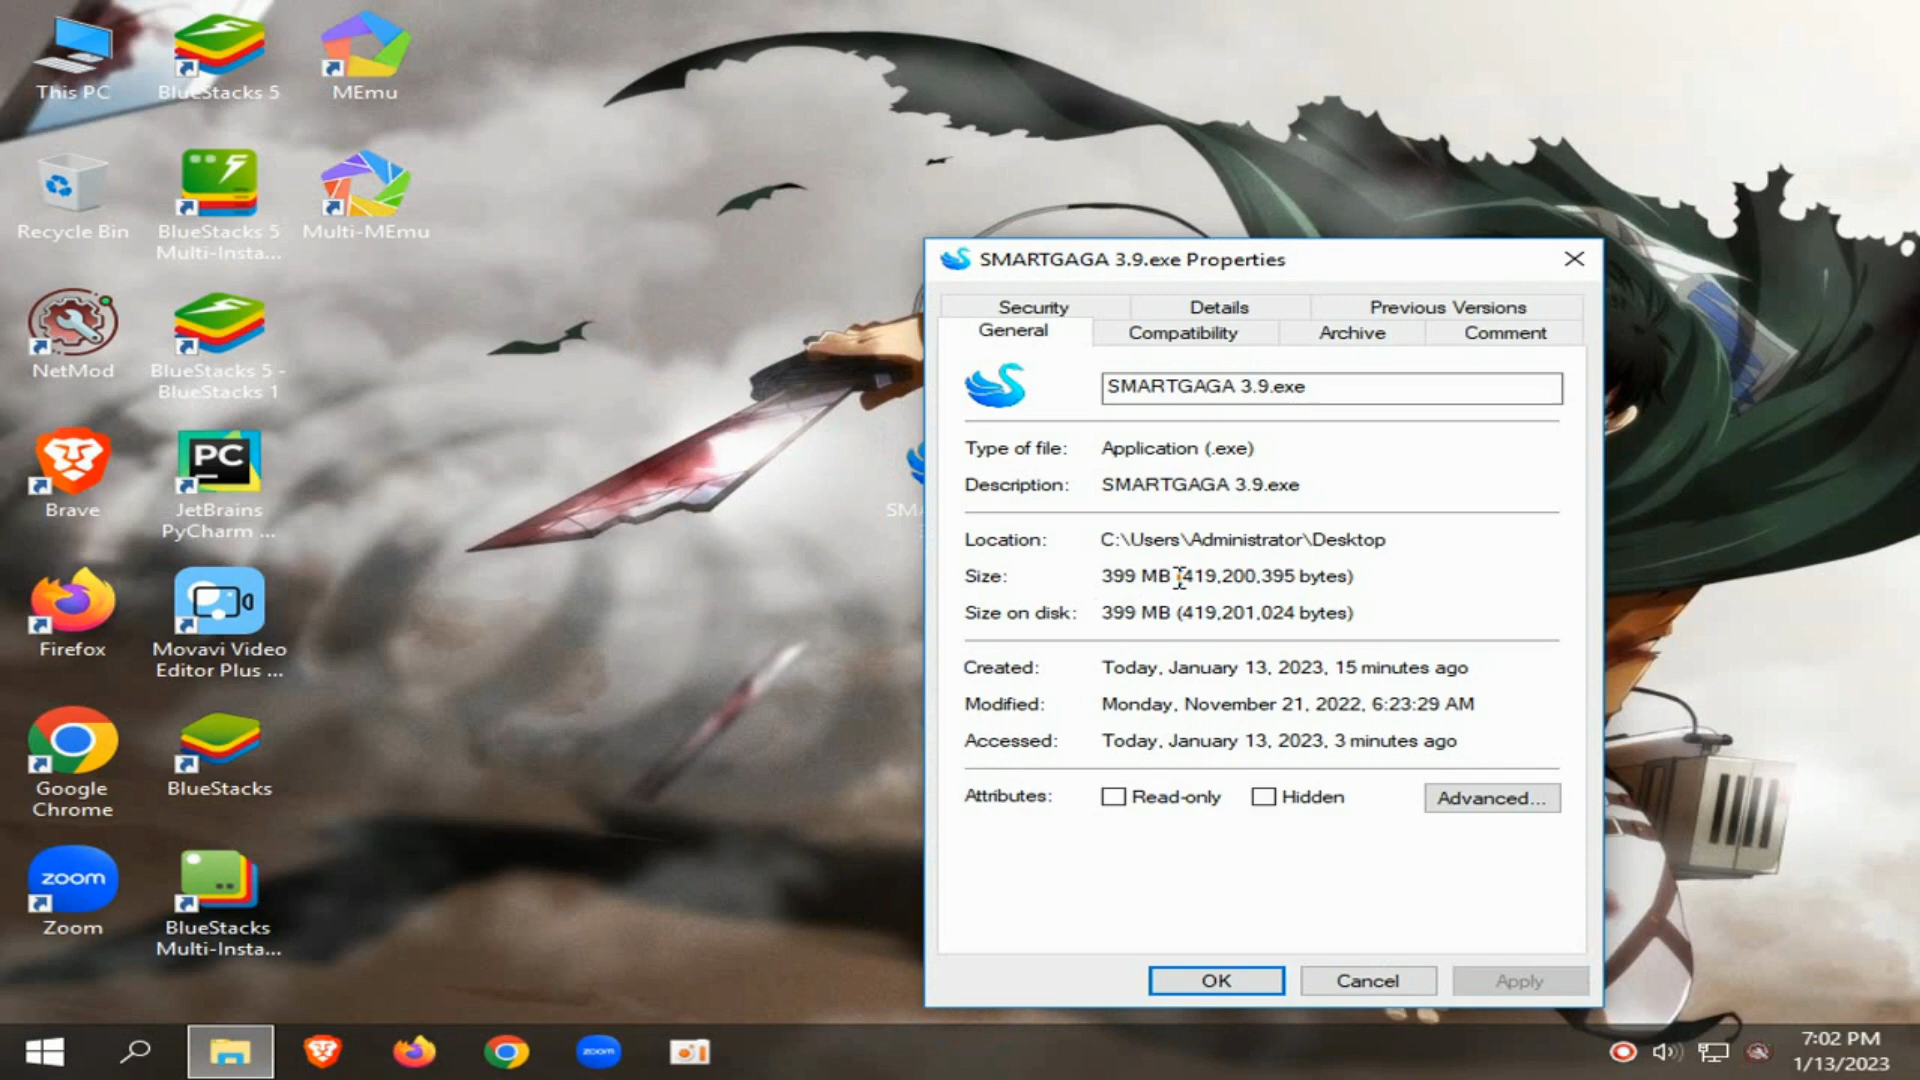 This PC
BlueStacks 5
MEmu
Recycle Bin
BlueStacks 5
Multi-Insta...
Multi-MEmu
NetMod
BlueStacks 5 -
BlueStacks 1
Brave
PC
JetBrains
PyCharm ...
Firefox
Movavi Video
Editor Plus ...
Google
Chrome
BlueStacks
zoom
Zoom
BlueStacks
Multi-Insta...
SMARTGAGA 3.9.exe Properties
Security
Details
Previous Versions
General
Compatibility
Archive
Comment
SMARTGAGA 3.9.exe
Type of file: Application (.exe)
Description: SMARTGAGA 3.9.exe
Location: C:\Users\Administrator\Desktop
Size: 399 MB (419,200,395 bytes)
Size on disk: 399 MB (419,201,024 bytes)
Created: Today, January 13, 2023, 15 minutes ago
Modified: Monday, November 21, 2022, 6:23:29 AM
Accessed: Today, January 13, 2023, 3 minutes ago
Attributes: Read-only Hidden Advanced...
OK Cancel Apply
zoom
7:02 PM
1/13/2023